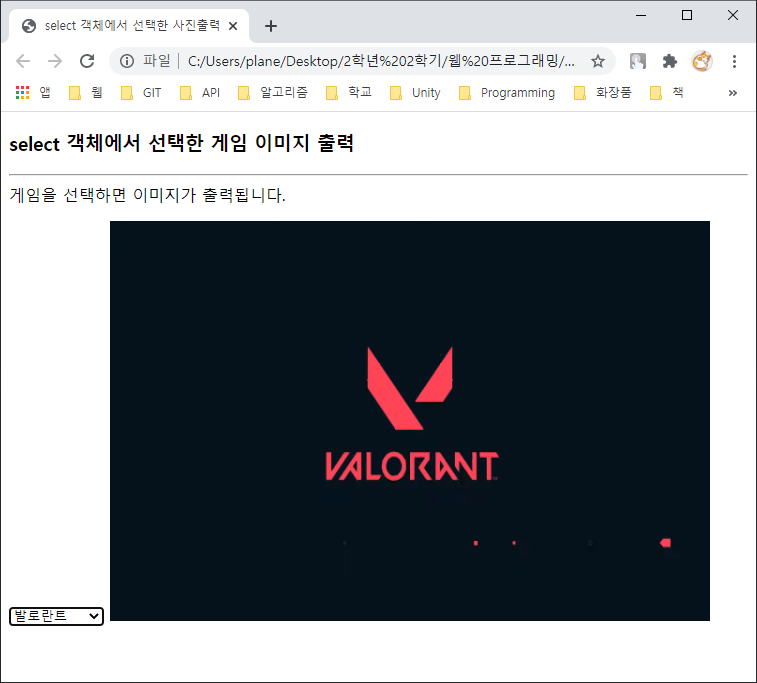 select 객체에서 선택한 사진출력
파일 C:/Users/plane/Desktop/2학년%202학기/웹%20프로그래밍/...
앱 웹 GIT API 알고리즘 학교 Unity Programming 화장품 책 »
select 객체에서 선택한 게임 이미지 출력
게임을 선택하면 이미지가 출력됩니다.
VALORANT
발로란트